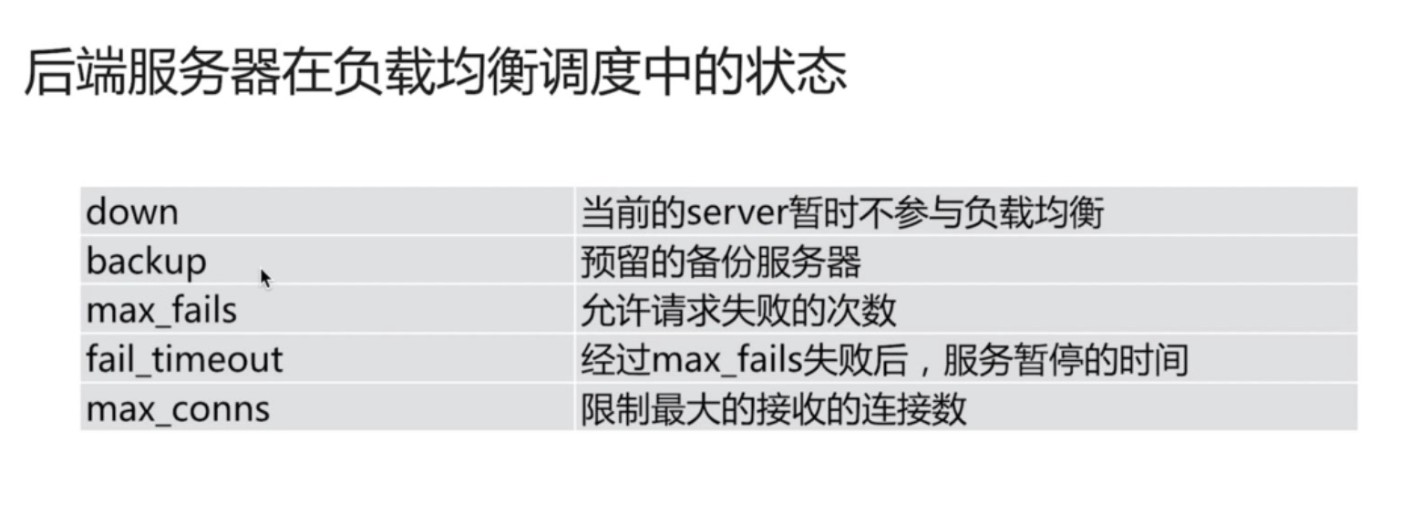 后端服务器在负载均衡调度中的状态
down 当前的server暂时不参与负载均衡
backup 预留的备份服务器
max_fails 允许请求失败的次数
fail_timeout 经过max_fails失败后，服务暂停的时间
max_conns 限制最大的接收的连接数